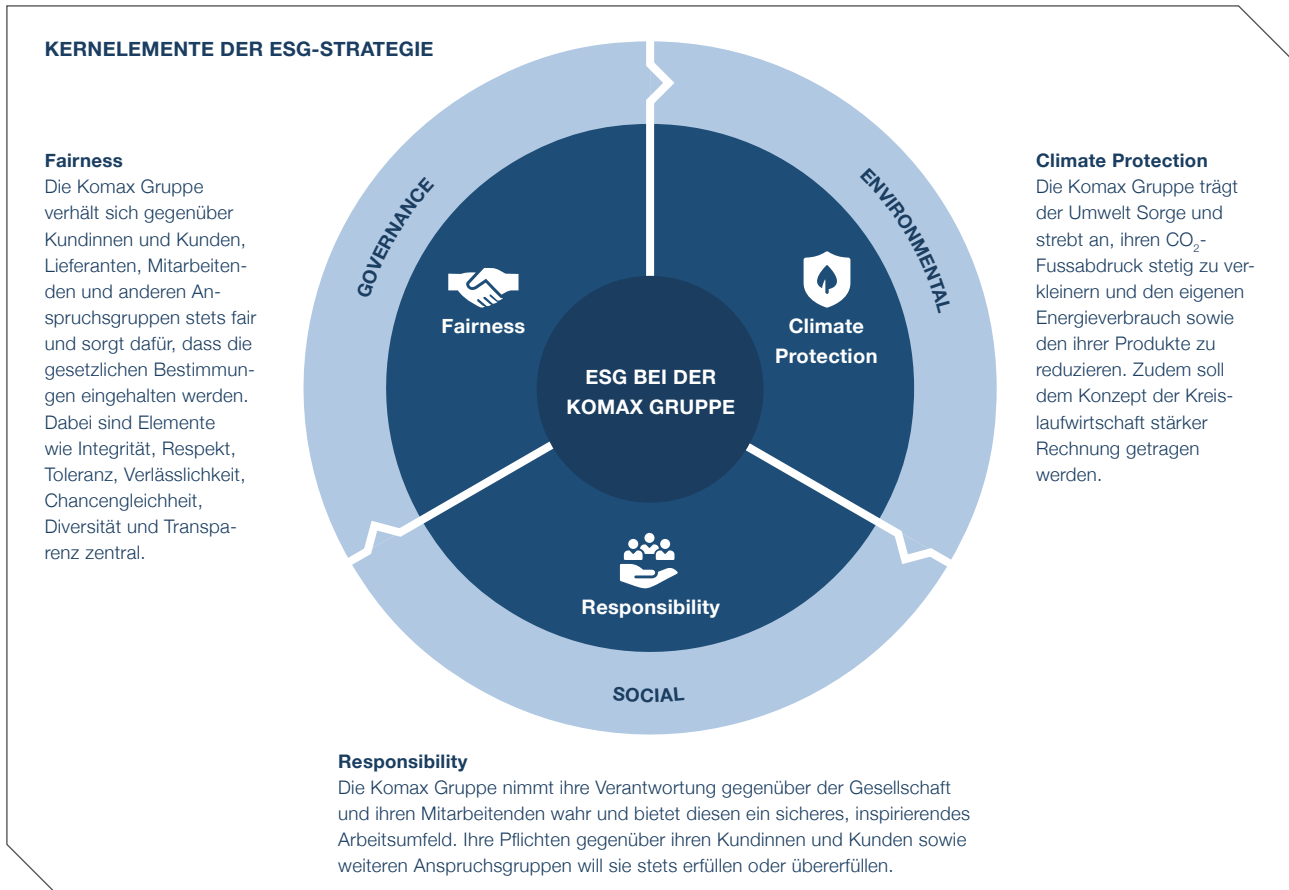 KERNELEMENTE DER ESG-STRATEGIE
Fairness
Die Komax Gruppe
verhält sich gegenüber
Kundinnen und Kunden,
Lieferanten, Mitarbeiten-
den und anderen An-
spruchsgruppen stets fair
und sorgt dafür, dass die
gesetzlichen Bestimmun-
gen eingehalten werden.
Dabei sind Elemente
wie Integrität, Respekt,
Toleranz, Verlässlichkeit,
Chancengleichheit,
Diversität und Transpa-
renz zentral.
GOVERNANCE
Fairness
ESG BEI DER
KOMAX GRUPPE
ENVIRONMENTAL
Climate
Protection
Responsibility
SOCIAL
Climate Protection
Die Komax Gruppe trägt
der Umwelt Sorge und
strebt an, ihren CO₂-
Fussabdruck stetig zu ver-
kleinern und den eigenen
Energieverbrauch sowie
den ihrer Produkte zu
reduzieren. Zudem soll
dem Konzept der Kreis-
laufwirtschaft stärker
Rechnung getragen
werden.
Responsibility
Die Komax Gruppe nimmt ihre Verantwortung gegenüber der Gesellschaft
und ihren Mitarbeitenden wahr und bietet diesen ein sicheres, inspirierendes
Arbeitsumfeld. Ihre Pflichten gegenüber ihren Kundinnen und Kunden sowie
weiteren Anspruchsgruppen will sie stets erfüllen oder übererfüllen.